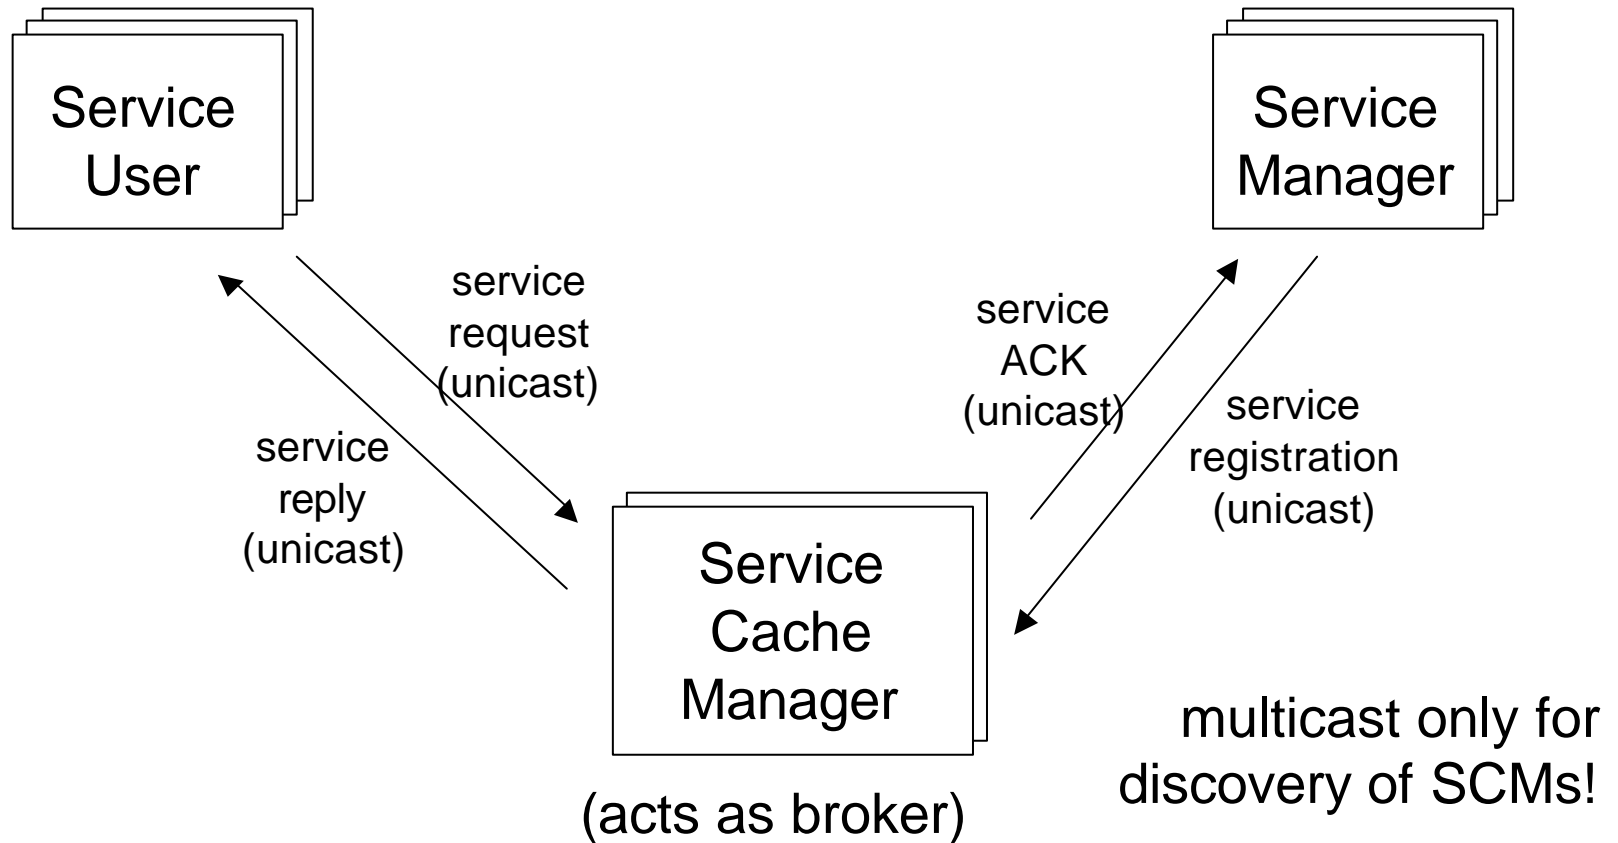 Service
User
Service
Manager
service
request
(unicast)
service
reply
(unicast)
service
ACK
(unicast)
service
registration
(unicast)
Service
Cache
Manager
(acts as broker)
multicast only for
discovery of SCMs!